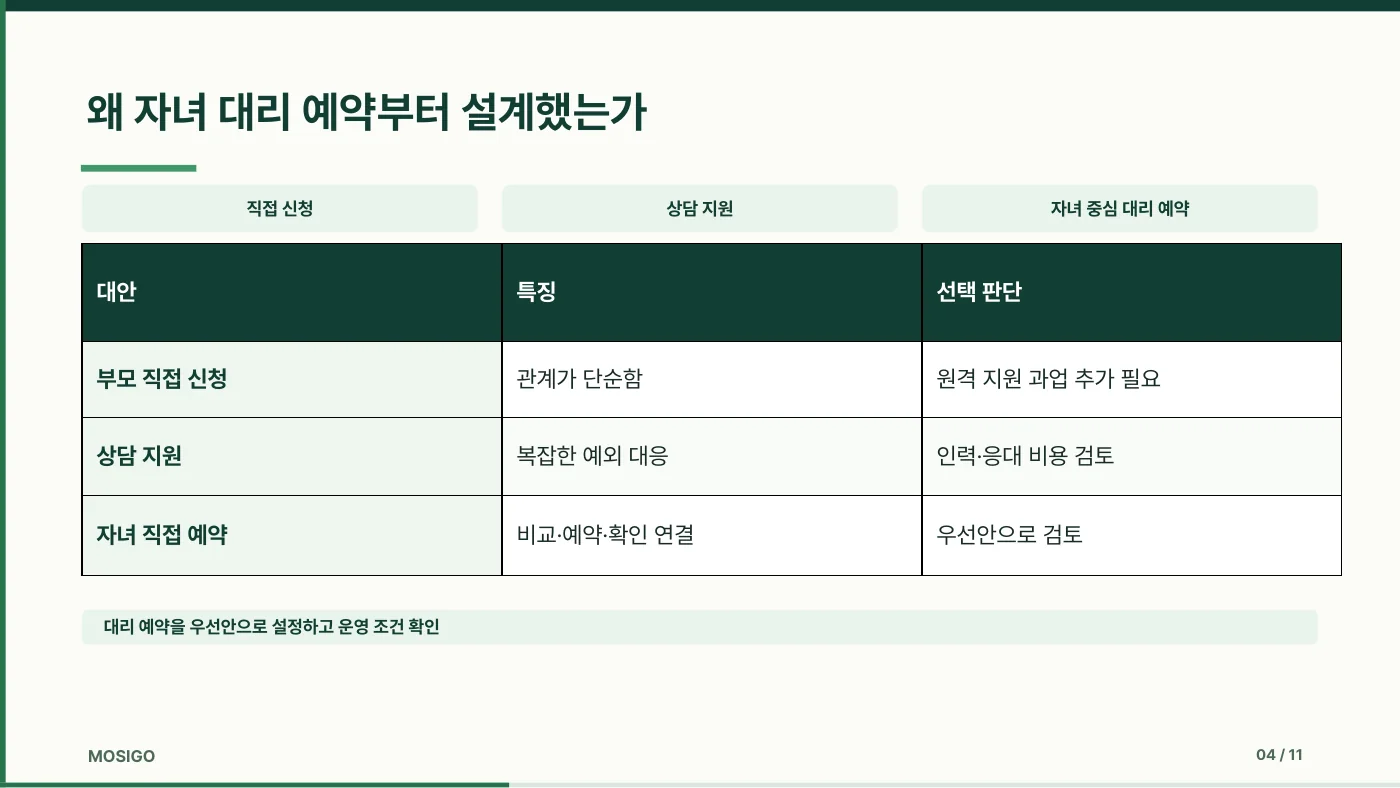 왜 자녀 대리 예약부터 설계했는가
직접 신청
상담 지원
자녀 중심 대리 예약
대안
특징
선택 판단
부모 직접 신청
관계가 단순함
원격 지원 과업 추가 필요
상담 지원
복잡한 예외 대응
인력·응대 비용 검토
자녀 직접 예약
비교·예약·확인 연결
우선안으로 검토
대리 예약을 우선안으로 설정하고 운영 조건 확인
MOSIGO
04 / 11